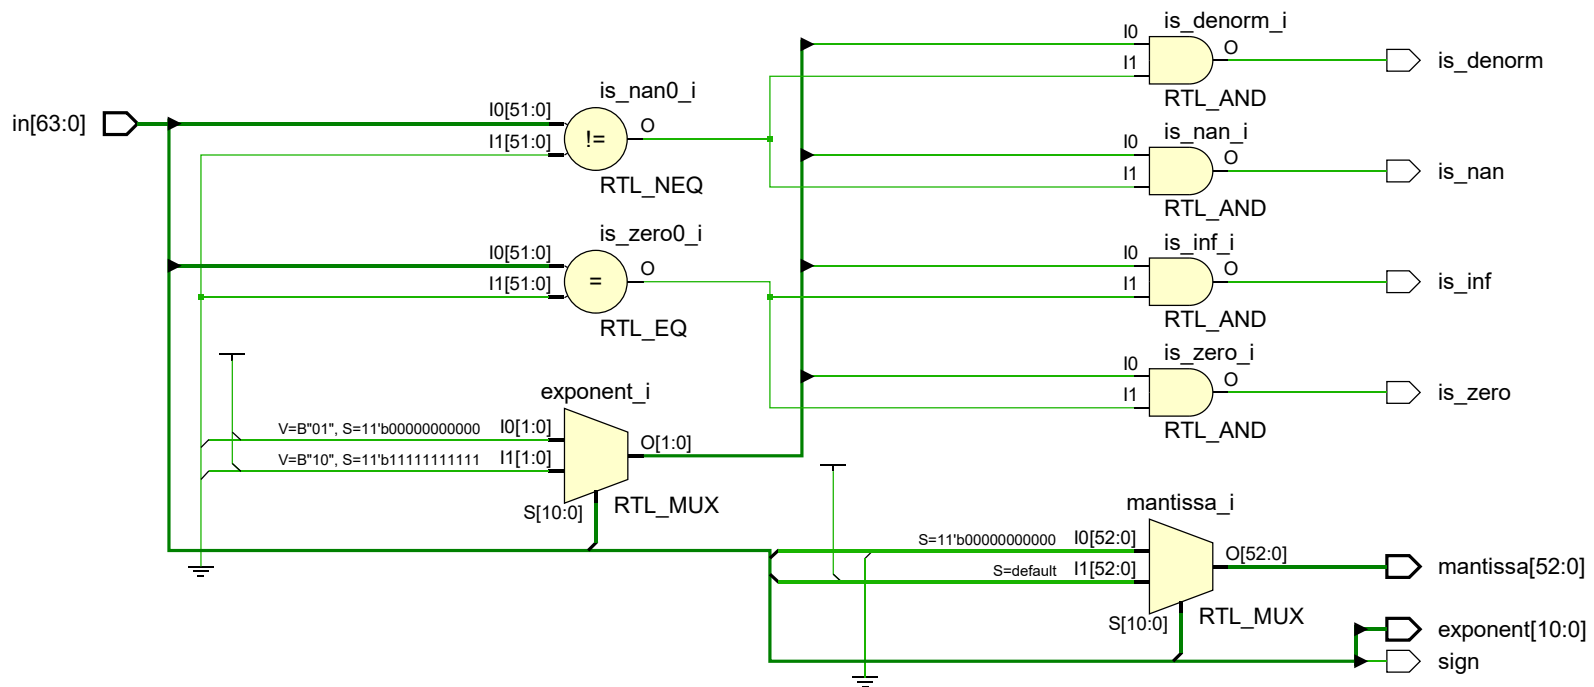 is_denorm_i
I0
O
I1
is_denorm
RTL_AND
is_nan0_i
in[63:0]
I0[51:0]
O
I1[51:0]
!=
RTL_NEQ
is_nan_i
I0
O
I1
is_nan
RTL_AND
is_zero0_i
I0[51:0]
O
I1[51:0]
=
RTL_EQ
is_inf_i
I0
O
I1
is_inf
RTL_AND
is_zero_i
I0
O
I1
is_zero
RTL_AND
exponent_i
V=B"01", S=11'b00000000000 I0[1:0]
O[1:0]
V=B"10", S=11'b11111111111 I1[1:0]
S[10:0]
RTL_MUX
mantissa_i
S=11'b00000000000 I0[52:0]
O[52:0]
S=default I1[52:0]
mantissa[52:0]
S[10:0]
RTL_MUX
exponent[10:0]
sign